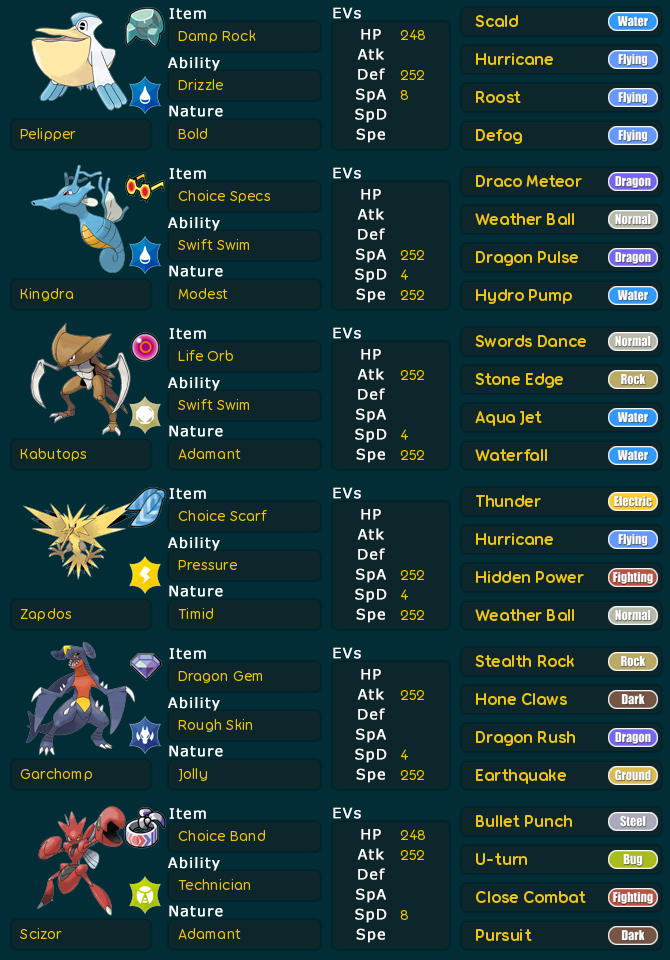 Item
Damp Rock
Ability
Drizzle
Nature
Pelipper
Bold
EVs
HP 248
Atk
Def 252
SpA 8
SpD
Spe
Scald Water
Hurricane Flying
Roost Flying
Defog Flying
Item
Choice Specs
Ability
Swift Swim
Nature
Kingdra
Modest
EVs
HP
Atk
Def
SpA 252
SpD 4
Spe 252
Draco Meteor Dragon
Weather Ball Normal
Dragon Pulse Dragon
Hydro Pump Water
Item
Life Orb
Ability
Swift Swim
Nature
Kabutops
Adamant
EVs
HP
Atk 252
Def
SpA
SpD 4
Spe 252
Swords Dance Normal
Stone Edge Rock
Aqua Jet Water
Waterfall Water
Item
Choice Scarf
Ability
Pressure
Nature
Zapdos
Timid
EVs
HP
Atk
Def
SpA 252
SpD 4
Spe 252
Thunder Electric
Hurricane Flying
Hidden Power Fighting
Weather Ball Normal
Item
Dragon Gem
Ability
Rough Skin
Nature
Garchomp
Jolly
EVs
HP
Atk 252
Def
SpA
SpD 4
Spe 252
Stealth Rock Rock
Hone Claws Dark
Dragon Rush Dragon
Earthquake Ground
Item
Choice Band
Ability
Technician
Nature
Scizor
Adamant
EVs
HP 248
Atk 252
Def
SpA
SpD 8
Spe
Bullet Punch Steel
U-turn Bug
Close Combat Fighting
Pursuit Dark